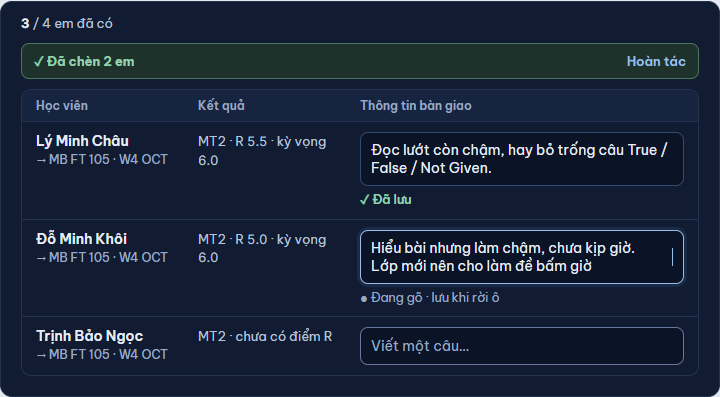 3 / 4 em đã có
✓ Đã chèn 2 em
Hoàn tác
Học viên
Kết quả
Thông tin bàn giao
Lý Minh Châu
→ MB FT 105 · W4 OCT
MT2 · R 5.5 · kỳ vọng
6.0
Đọc lướt còn chậm, hay bỏ trống câu True /
False / Not Given.
✓ Đã lưu
Đỗ Minh Khôi
→ MB FT 105 · W4 OCT
MT2 · R 5.0 · kỳ vọng
6.0
Hiểu bài nhưng làm chậm, chưa kịp giờ.
Lớp mới nên cho làm đề bấm giờ
● Đang gõ · lưu khi rời ô
Trịnh Bảo Ngọc
→ MB FT 105 · W4 OCT
MT2 · chưa có điểm R
Viết một câu...